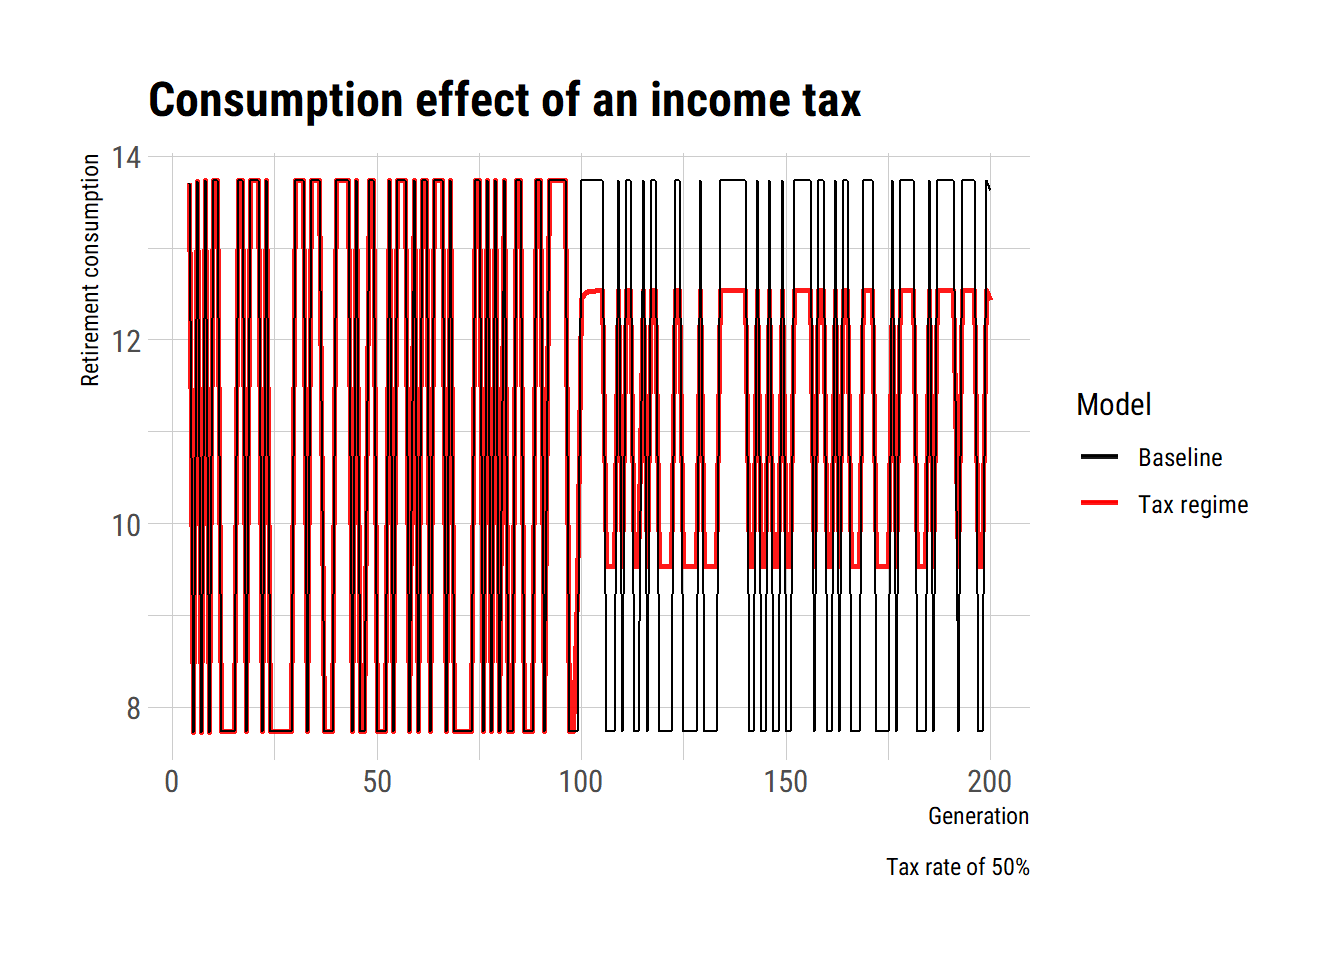 Consumption effect of an income tax
Retirement consumption
14
12
10
8
0 50 100 150 200
Generation
Tax rate of 50%
Model
Baseline
Tax regime